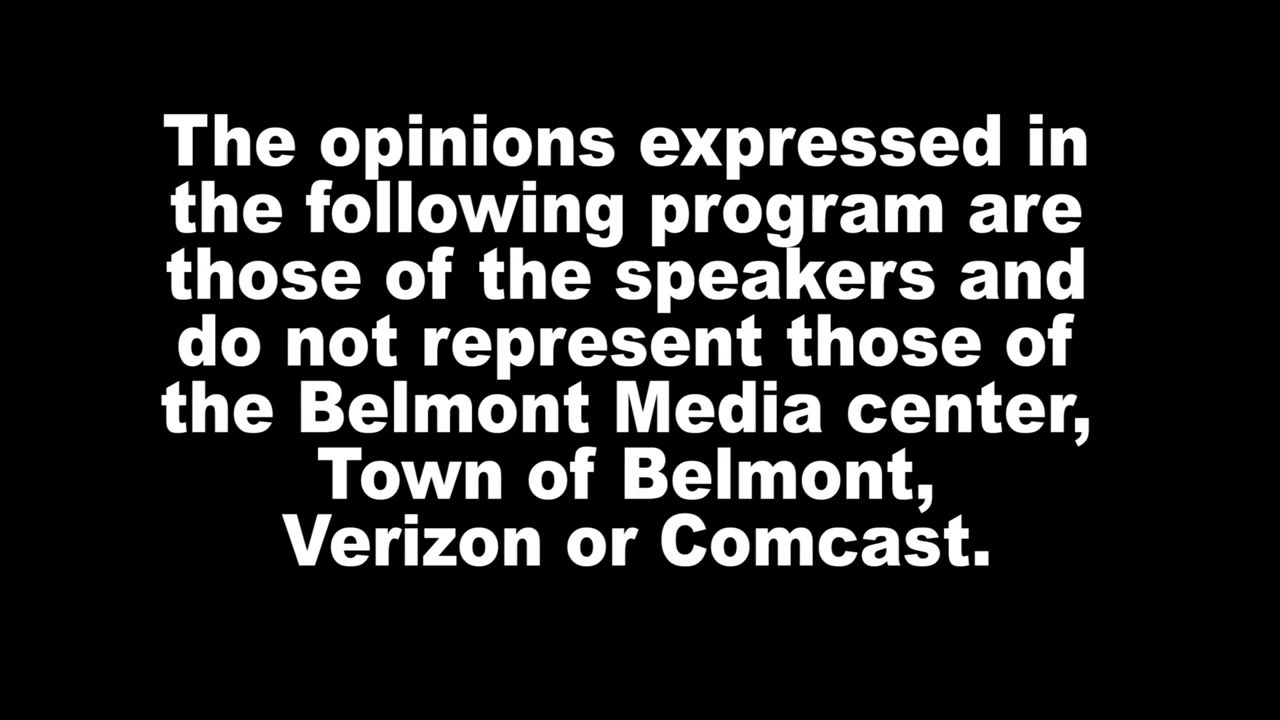 The opinions expressed in
the following program are
those of the speakers and
do not represent those of
the Belmont Media center,
Town of Belmont,
Verizon or Comcast.